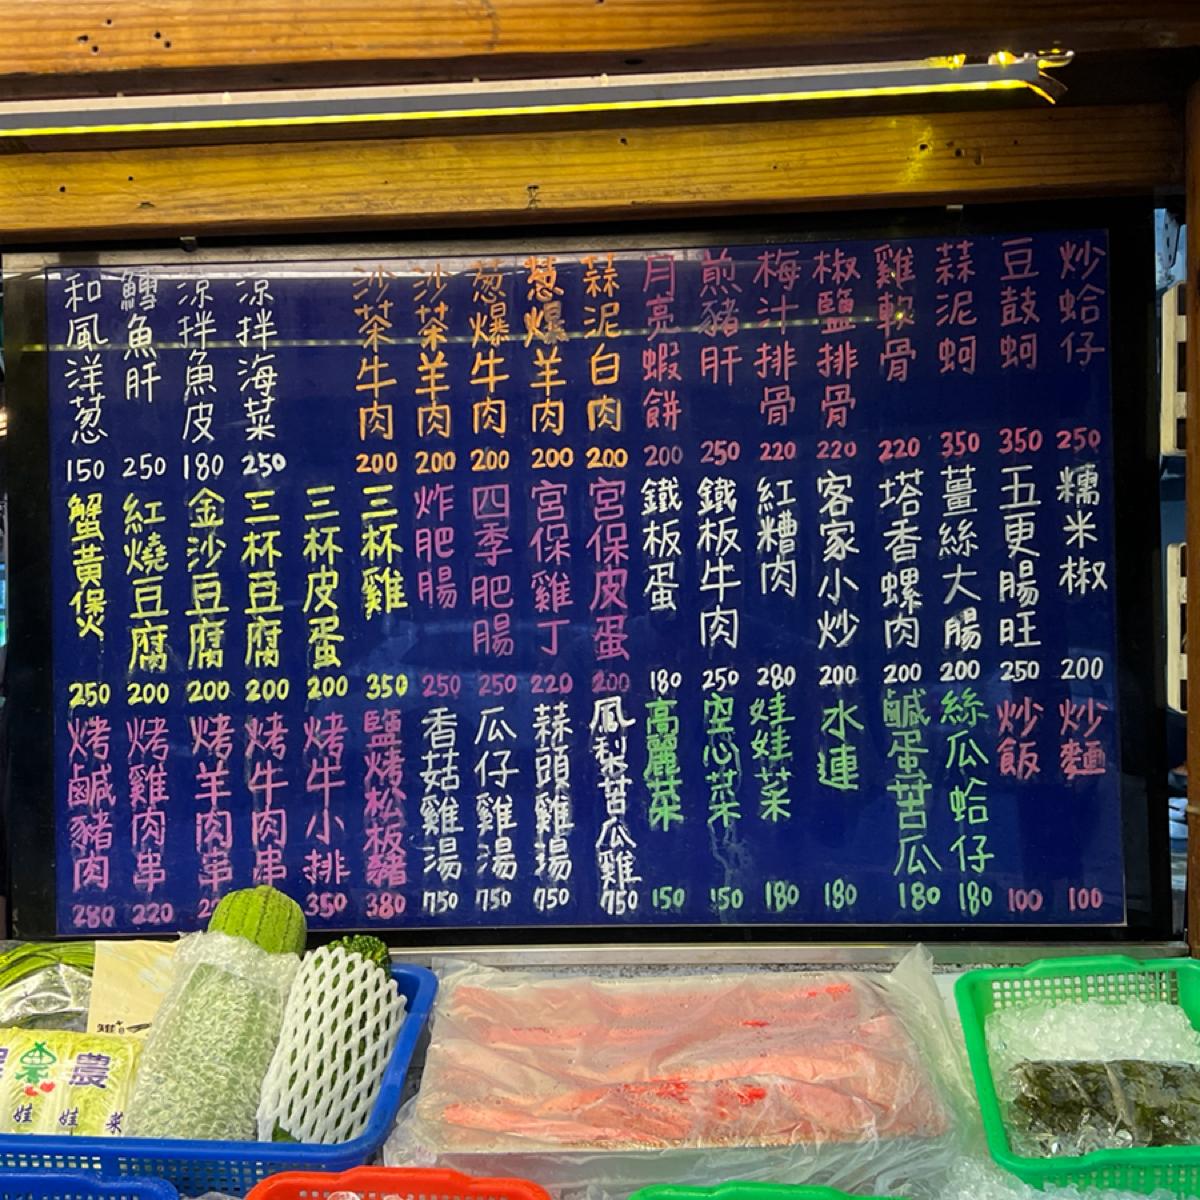 炒蛤仔 250
豆鼓蚵 350
蒜泥蚵 350
雞軟骨 220
椒鹽排骨 220
梅汁排骨 220
煎豬肝 250
月亮蝦餅 200
蒜泥白肉 200
葱爆羊肉 200
葱爆牛肉 200
沙茶羊肉 200
沙茶牛肉 200
涼拌海菜 250
涼拌魚皮 180
鱈魚肝 250
和風洋葱 150
糯米椒 200
五更腸旺 250
薑絲大腸 200
塔香螺肉 200
客家小炒 200
紅糟肉 280
鐵板牛肉 250
鐵板蛋 180
宮保皮蛋 200
宮保雞丁 220
四季肥腸 250
炸肥腸 250
三杯雞 350
三杯皮蛋 200
三杯豆腐 200
金沙豆腐 200
紅燒豆腐 200
蟹黃保 250
炒麵 100
炒飯 100
絲瓜蛤仔 180
鹹蛋苦瓜 180
水連 180
娃娃菜 180
空心菜 150
高麗菜 150
鳳梨苦瓜雞 750
蒜頭雞湯 750
瓜仔雞湯 750
香菇雞湯 750
鹽烤松板豬 380
烤牛小排 350
烤牛肉串
烤羊肉串
烤雞肉串 220
烤鹹豬肉 280
農
娃 娃 菜